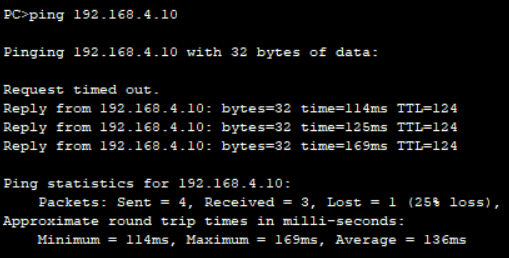 PC>ping 192.168.4.10
Pinging 192.168.4.10 with 32 bytes of data:
Request timed out.
Reply from 192.168.4.10: bytes=32 time=114ms TTL=124
Reply from 192.168.4.10: bytes=32 time=125ms TTL=124
Reply from 192.168.4.10: bytes=32 time=169ms TTL=124
Ping statistics for 192.168.4.10:
    Packets: Sent = 4, Received = 3, Lost = 1 (25% loss),
Approximate round trip times in milli-seconds:
    Minimum = 114ms, Maximum = 169ms, Average = 136ms